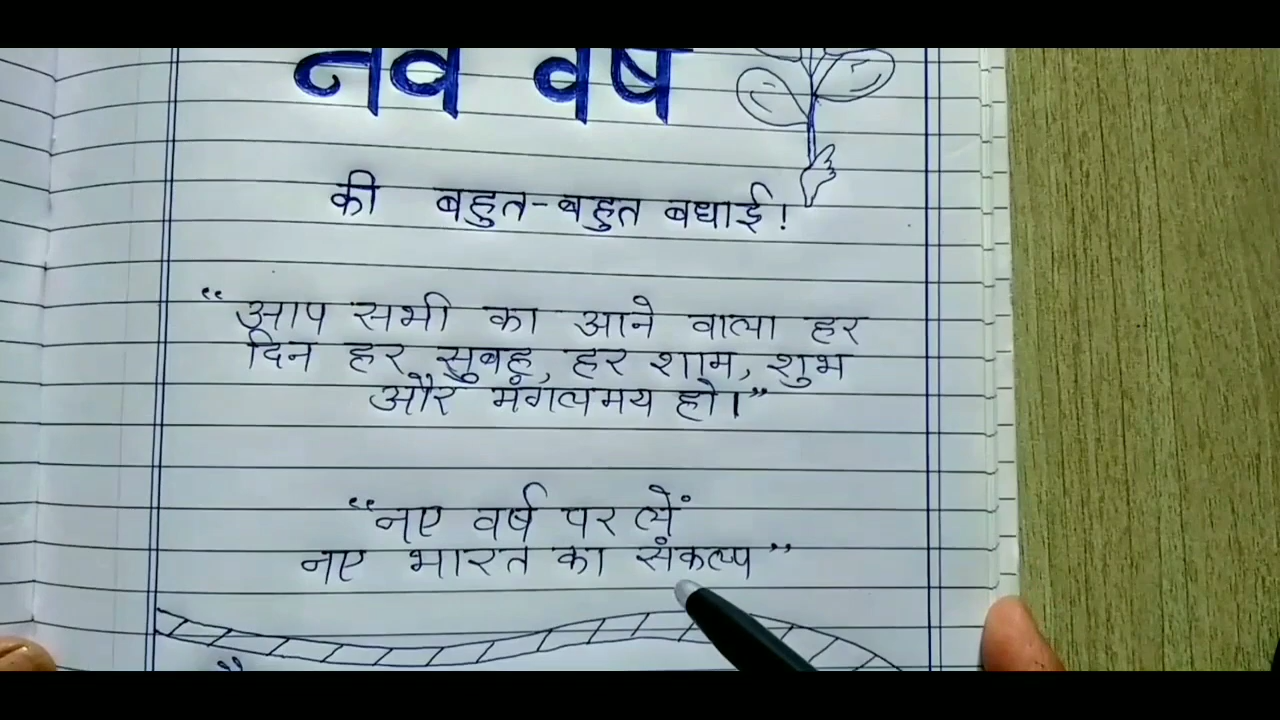 नव वर्ष
की बहुत-बहुत बधाई!
“आप सभी का आने वाला हर
दिन हर सुबह, हर शाम, शुभ
और मंगलमय हो।”
“नए वर्ष पर लें
नए भारत का संकल्प”